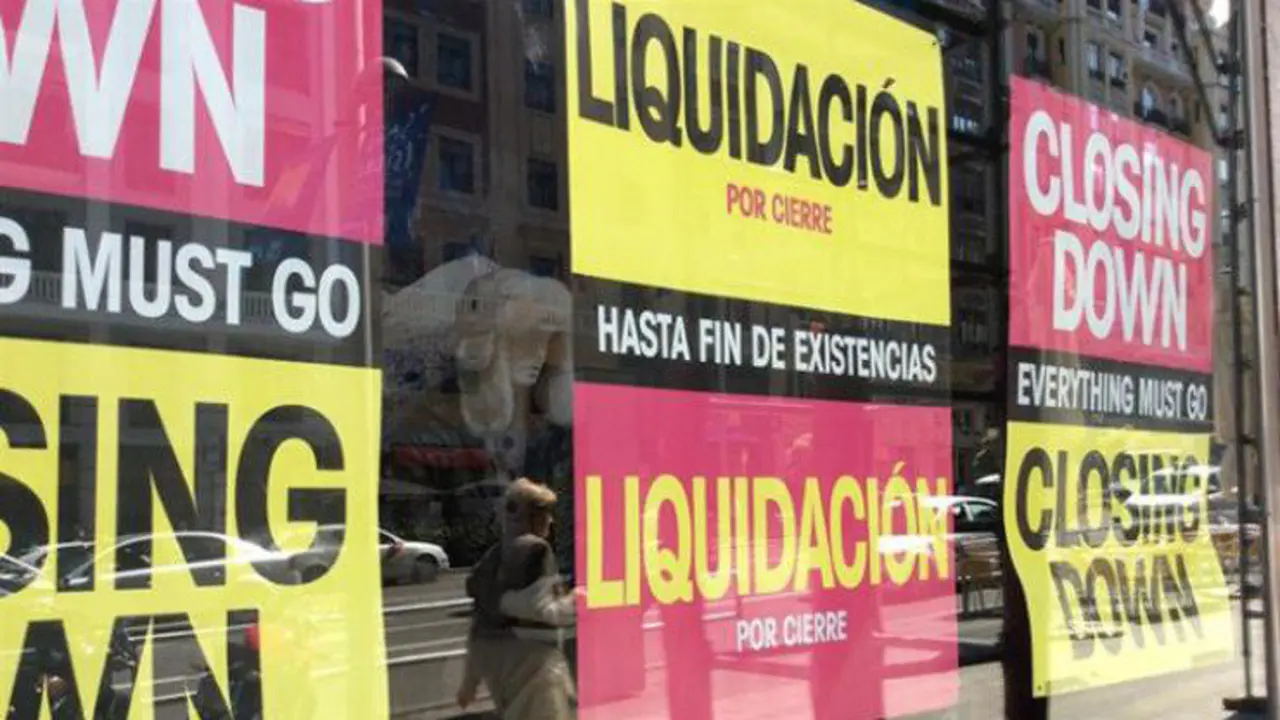 WN
G MUST GO
SING
WN
LIQUIDACIÓN
POR CIERRE
HASTA FIN DE EXISTENCIAS
LIQUIDACIÓN
POR CIERRE
CLOSING
DOWN
EVERYTHING MUST GO
CLOSING
DOWN